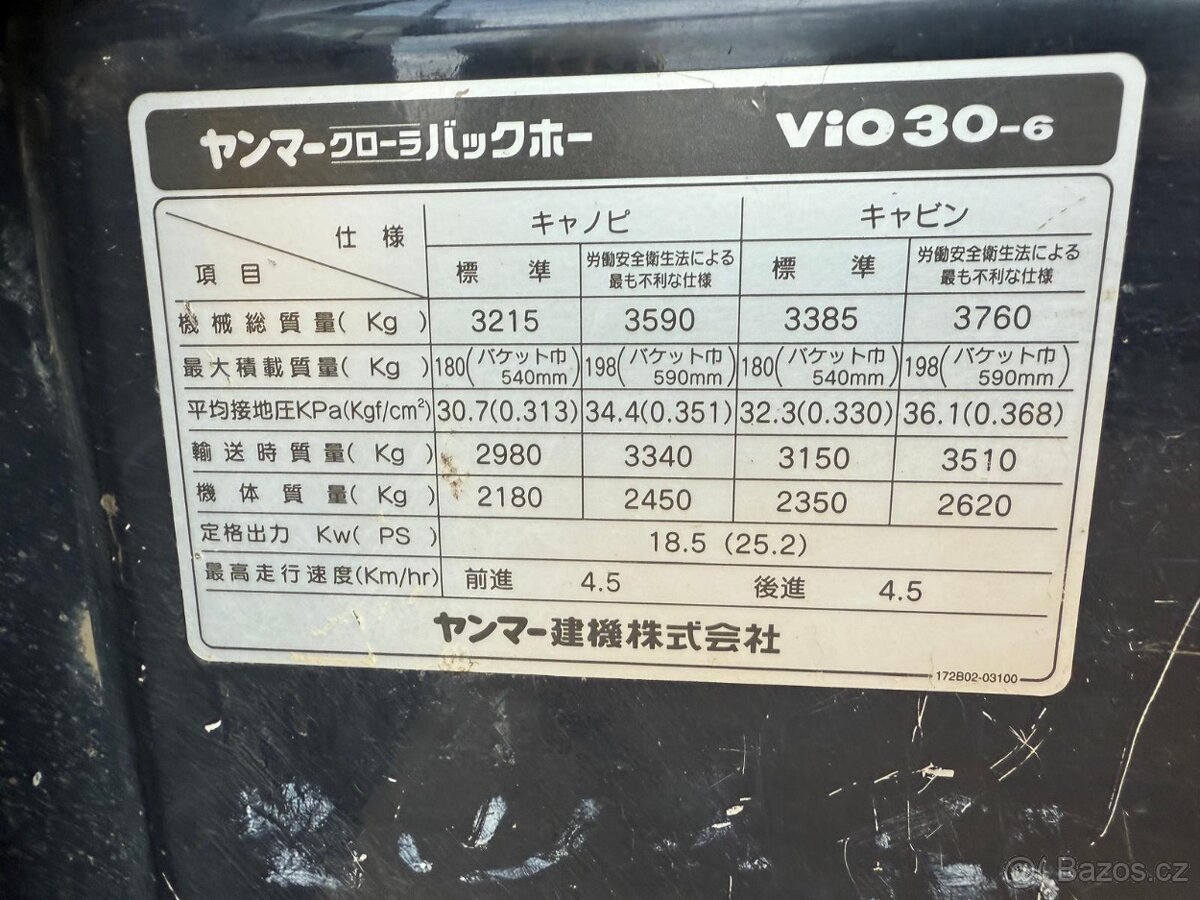 ヤンマークローラバックホー ViO30-6
仕様 キャノピ キャビン
項目 標準 労働安全衛生法による 最も不利な仕様 標準 労働安全衛生法による 最も不利な仕様
機械総質量( Kg ) 3215 3590 3385 3760
最大積載質量( Kg ) 180(バケット巾 540mm) 198(バケット巾 590mm) 180(バケット巾 540mm) 198(バケット巾 590mm)
平均接地圧KPa(Kgf/cm²) 30.7(0.313) 34.4(0.351) 32.3(0.330) 36.1(0.368)
輸送時質量( Kg ) 2980 3340 3150 3510
機体質量( Kg ) 2180 2450 2350 2620
定格出力 Kw( PS ) 18.5 (25.2)
最高走行速度(Km/hr) 前進 4.5 後進 4.5
ヤンマー建機株式会社
172B02-03100
Bazos.cz